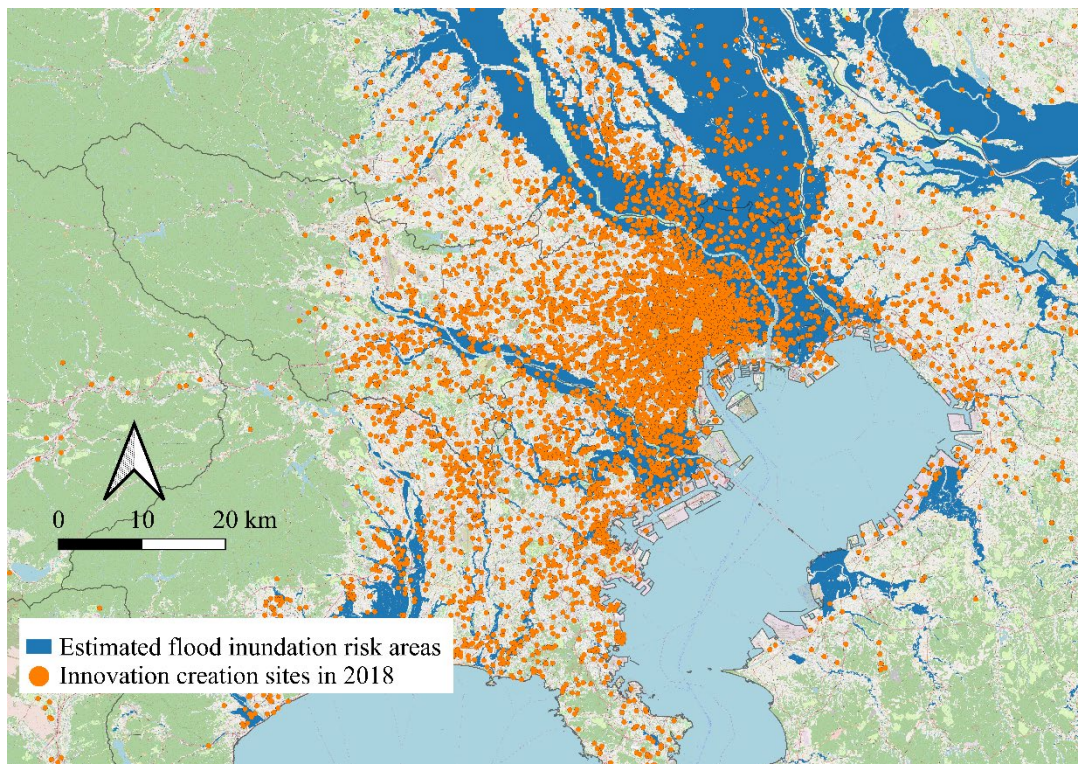 0 10 20 km
Estimated flood inundation risk areas
Innovation creation sites in 2018